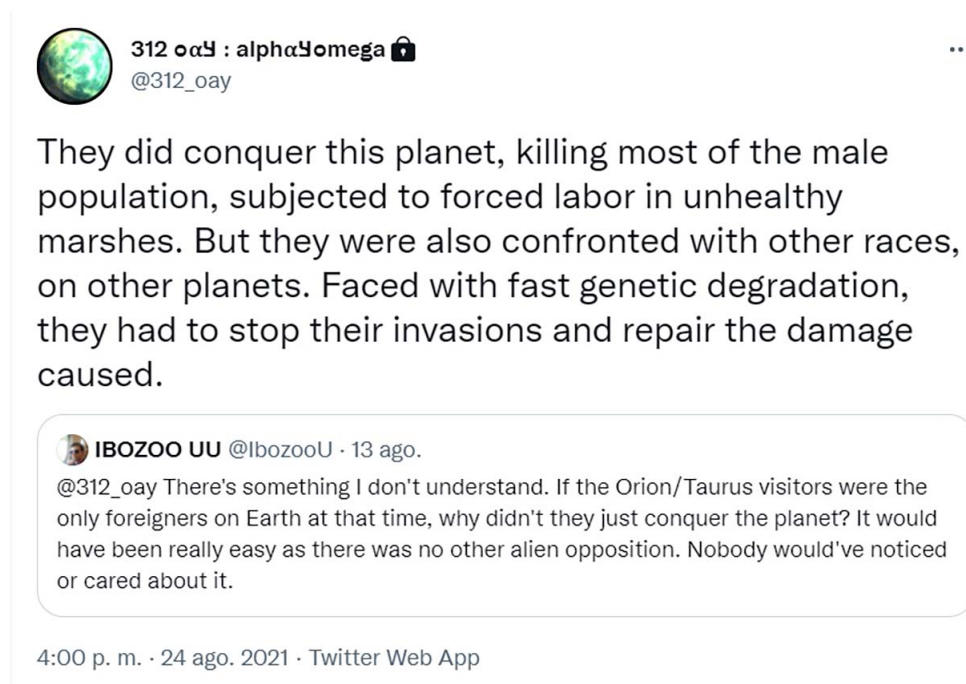 312 oαY : alphαYomega
@312_oay
They did conquer this planet, killing most of the male
population, subjected to forced labor in unhealthy
marshes. But they were also confronted with other races,
on other planets. Faced with fast genetic degradation,
they had to stop their invasions and repair the damage
caused.
IBOZOO UU @IbozooU · 13 ago.
@312_oay There's something I don't understand. If the Orion/Taurus visitors were the
only foreigners on Earth at that time, why didn't they just conquer the planet? It would
have been really easy as there was no other alien opposition. Nobody would've noticed
or cared about it.
4:00 p. m. · 24 ago. 2021 · Twitter Web App